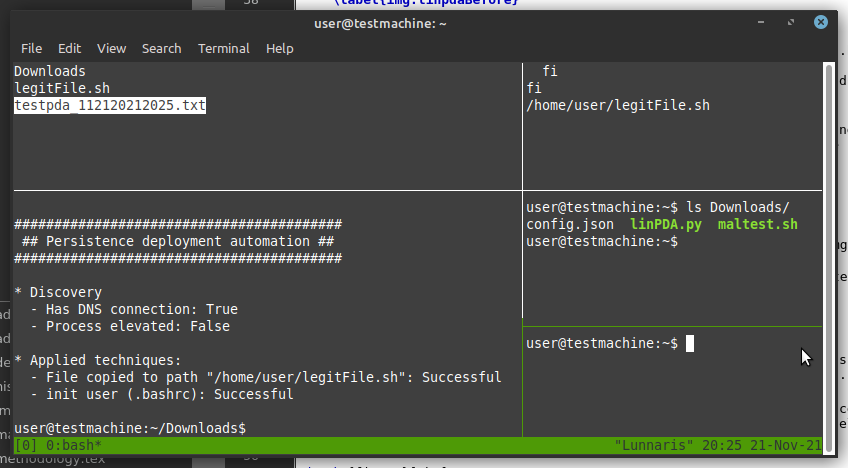 \label{img:linpdaBefore}
user@testmachine: ~
File Edit View Search Terminal Help
Downloads
legitFile.sh
testpda_112120212025.txt
fi
fi
/home/user/legitFile.sh
##########################################
## Persistence deployment automation ##
##########################################
* Discovery
- Has DNS connection: True
- Process elevated: False
* Applied techniques:
- File copied to path "/home/user/legitFile.sh": Successful
- init user (.bashrc): Successful
user@testmachine:~/Downloads$
user@testmachine:~$ ls Downloads/
config.json linPDA.py maltest.sh
user@testmachine:~$
user@testmachine:~$
[0] 0:bash* "Lunnaris" 20:25 21-Nov-21